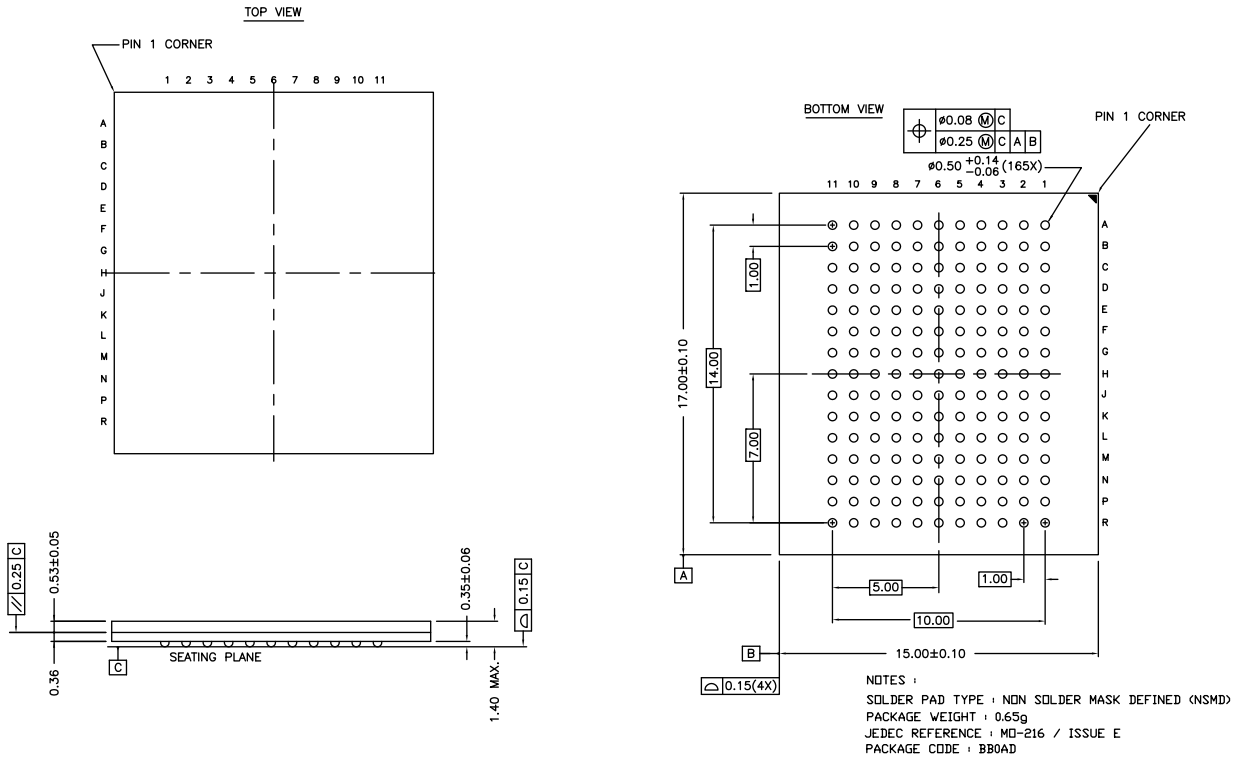 TOP VIEW
PIN 1 CORNER
1 2 3 4 5 6 7 8 9 10 11
A
B
C
D
E
F
G
H
J
K
L
M
N
P
R
BOTTOM VIEW
ø0.08 Ⓜ C
ø0.25 Ⓜ C A B
PIN 1 CORNER
ø0.50 +0.14 -0.06 (165X)
11 10 9 8 7 6 5 4 3 2 1
A
B
C
D
E
F
G
H
J
K
L
M
N
P
R
1.00
14.00
17.00±0.10
7.00
A
5.00
1.00
10.00
B
15.00±0.10
0.15(4X)
// 0.25 C
0.53±0.05
0.36
C
SEATING PLANE
0.35±0.06
1.40 MAX.
0.15 C
NOTES :
SOLDER PAD TYPE : NON SOLDER MASK DEFINED (NSMD)
PACKAGE WEIGHT : 0.65g
JEDEC REFERENCE : MO-216 / ISSUE E
PACKAGE CODE : BB0AD